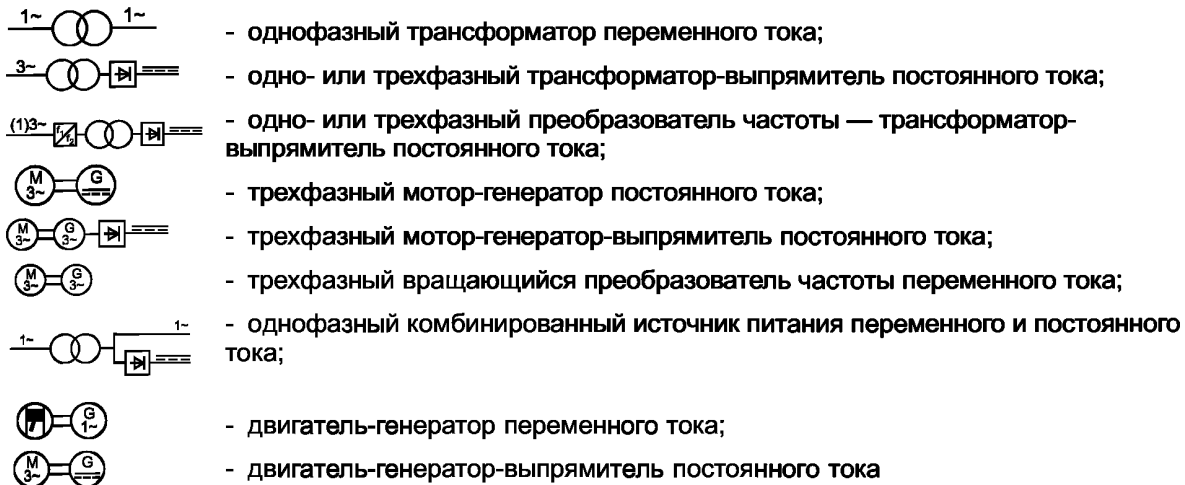 1~ 1~ - однофазный трансформатор переменного тока;
3~ - одно- или трехфазный трансформатор-выпрямитель постоянного тока;
(1)3~ f1 f2 - одно- или трехфазный преобразователь частоты — трансформатор-
выпрямитель постоянного тока;
M 3~ G - трехфазный мотор-генератор постоянного тока;
M 3~ G 3~ - трехфазный мотор-генератор-выпрямитель постоянного тока;
M 3~ G 3~ - трехфазный вращающийся преобразователь частоты переменного тока;
1~ 1~ - однофазный комбинированный источник питания переменного и постоянного
тока;
G 1~ - двигатель-генератор переменного тока;
M 3~ G - двигатель-генератор-выпрямитель постоянного тока